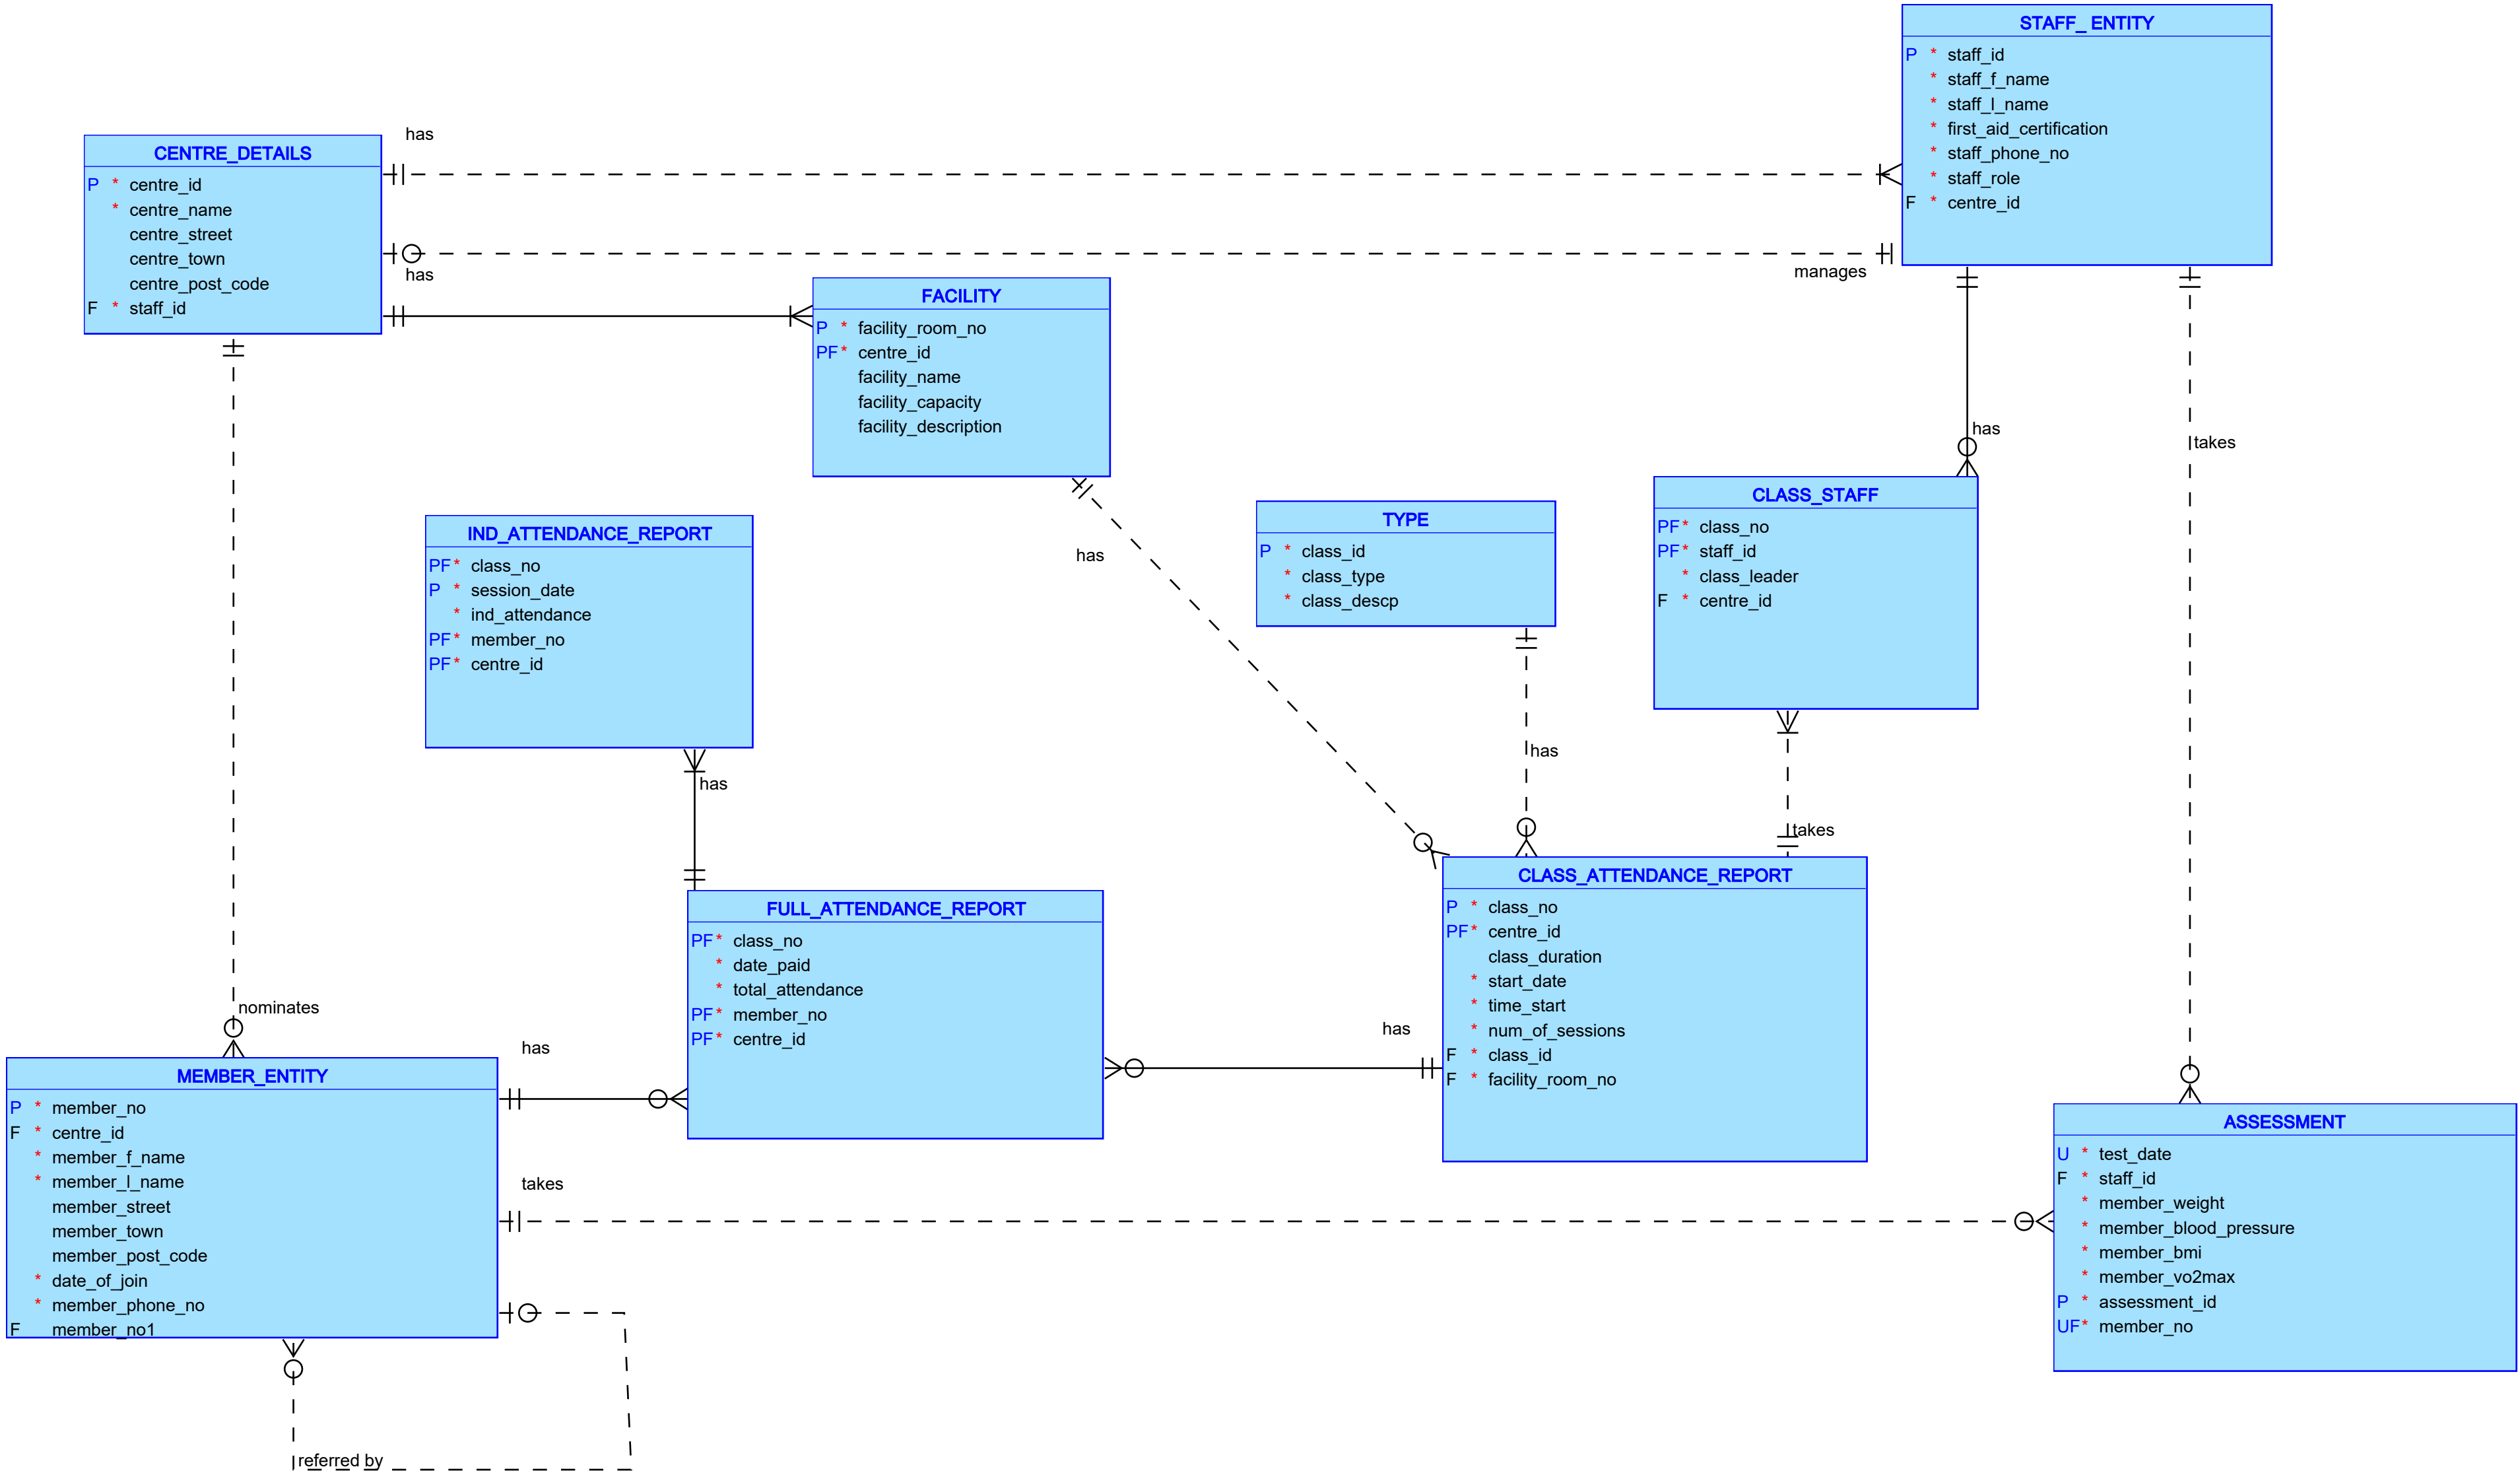 STAFF_ ENTITY
P * staff_id
* staff_f_name
* staff_l_name
* first_aid_certification
* staff_phone_no
* staff_role
F * centre_id
has
CENTRE_DETAILS
P * centre_id
* centre_name
centre_street
centre_town
centre_post_code
F * staff_id
has
manages
FACILITY
P * facility_room_no
PF* centre_id
facility_name
facility_capacity
facility_description
has
takes
CLASS_STAFF
PF* class_no
PF* staff_id
* class_leader
F * centre_id
TYPE
P * class_id
* class_type
* class_descp
IND_ATTENDANCE_REPORT
PF* class_no
P * session_date
* ind_attendance
PF* member_no
PF* centre_id
has
has
has
takes
CLASS_ATTENDANCE_REPORT
P * class_no
PF* centre_id
class_duration
* start_date
* time_start
* num_of_sessions
F * class_id
F * facility_room_no
FULL_ATTENDANCE_REPORT
PF* class_no
* date_paid
* total_attendance
PF* member_no
PF* centre_id
nominates
has
has
MEMBER_ENTITY
P * member_no
F * centre_id
* member_f_name
* member_l_name
member_street
member_town
member_post_code
* date_of_join
* member_phone_no
F member_no1
takes
ASSESSMENT
U * test_date
F * staff_id
* member_weight
* member_blood_pressure
* member_bmi
* member_vo2max
P * assessment_id
UF* member_no
referred by